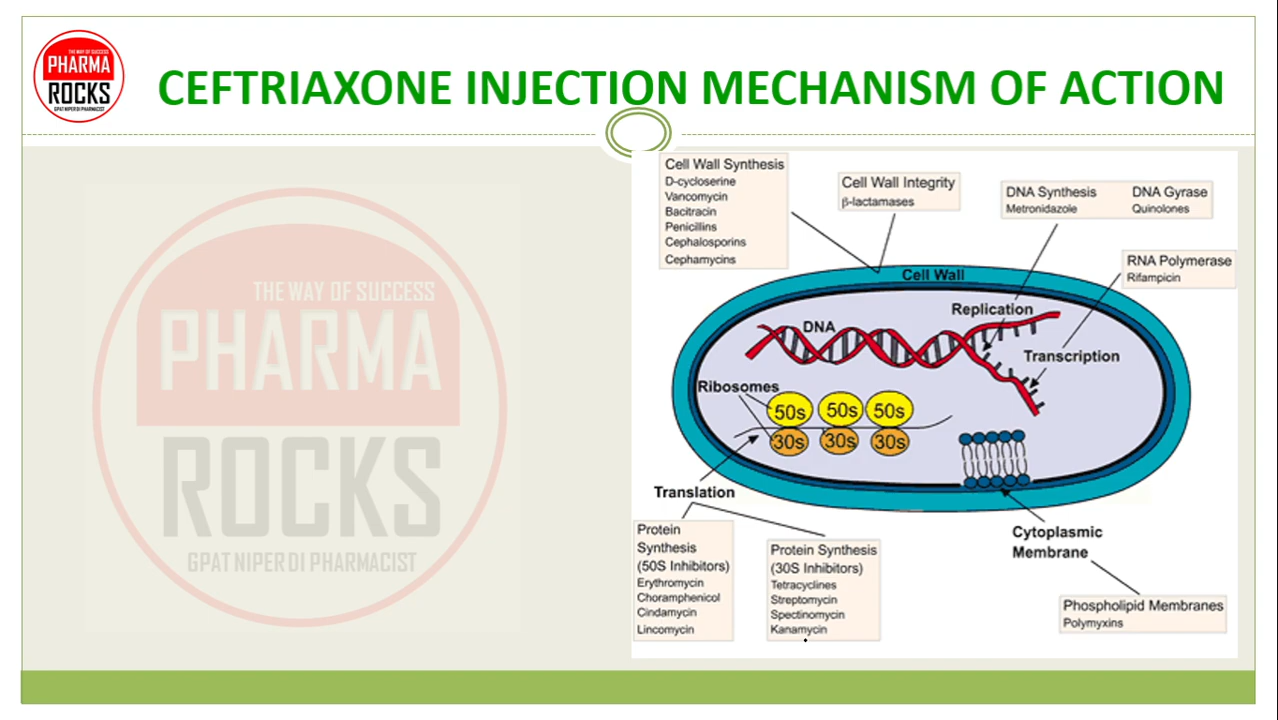 THE WAY OF SUCCESS
PHARMA
ROCKS
GPAT NIPER DI PHARMACIST
CEFTRIAXONE INJECTION MECHANISM OF ACTION
THE WAY OF SUCCESS
PHARMA
ROCKS
GPAT NIPER DI PHARMACIST
Cell Wall Synthesis
D-cycloserine
Vancomycin
Bacitracin
Penicillins
Cephalosporins
Cephamycins
Cell Wall Integrity
β-lactamases
DNA Synthesis
Metronidazole
DNA Gyrase
Quinolones
RNA Polymerase
Rifampicin
Cell Wall
DNA
Replication
Transcription
Ribosomes
50s 50s 50s
30s 30s 30s
Translation
Protein
Synthesis
(50S Inhibitors)
Erythromycin
Choramphenicol
Cindamycin
Lincomycin
Protein Synthesis
(30S Inhibitors)
Tetracyclines
Streptomycin
Spectinomycin
Kanamycin
Cytoplasmic
Membrane
Phospholipid Membranes
Polymyxins